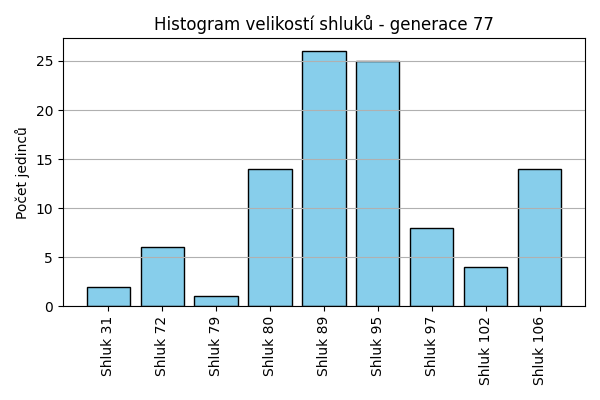 Histogram velikostí shluků - generace 77
Počet jedinců
25
20
15
10
5
0
Shluk 31
Shluk 72
Shluk 79
Shluk 80
Shluk 89
Shluk 95
Shluk 97
Shluk 102
Shluk 106